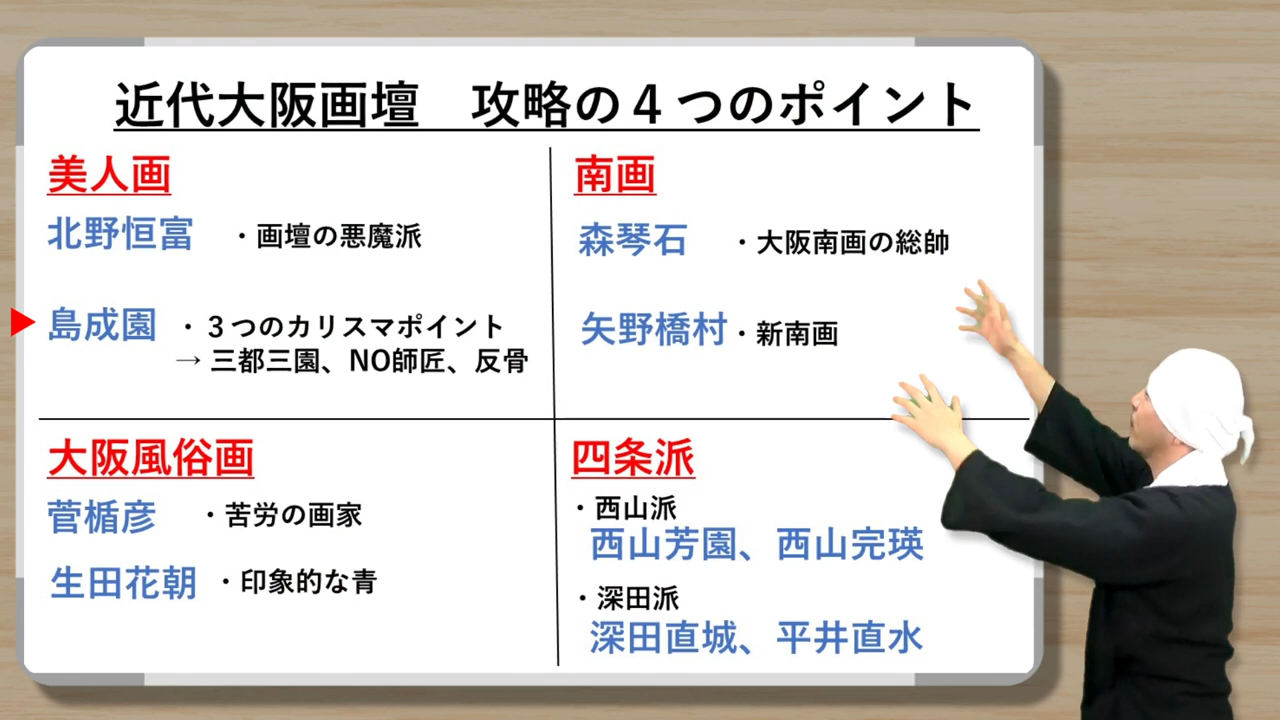 近代大阪画壇　攻略の４つのポイント
美人画
北野恒富　・画壇の悪魔派
島成園　・３つのカリスマポイント
→ 三都三園、NO師匠、反骨
南画
森琴石　・大阪南画の総帥
矢野橋村・新南画
大阪風俗画
菅楯彦　・苦労の画家
生田花朝　・印象的な青
四条派
・西山派
西山芳園、西山完瑛
・深田派
深田直城、平井直水